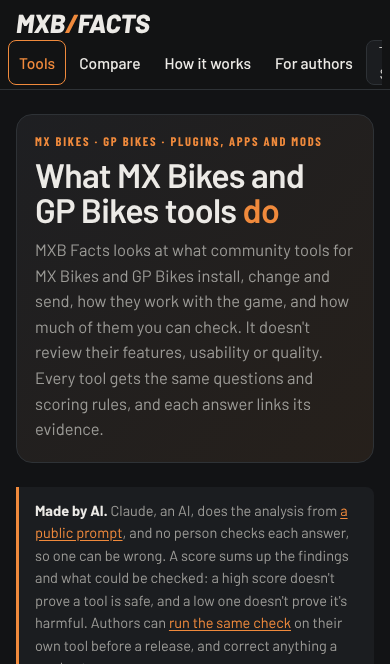 MXB/FACTS
Tools Compare How it works For authors
MX BIKES · GP BIKES · PLUGINS, APPS AND MODS
What MX Bikes and
GP Bikes tools do
MXB Facts looks at what community tools for
MX Bikes and GP Bikes install, change and
send, how they work with the game, and how
much of them you can check. It doesn't
review their features, usability or quality.
Every tool gets the same questions and
scoring rules, and each answer links its
evidence.
Made by AI. Claude, an AI, does the analysis from a
public prompt, and no person checks each answer,
so one can be wrong. A score sums up the findings
and what could be checked: a high score doesn't
prove a tool is safe, and a low one doesn't prove it's
harmful. Authors can run the same check on their
own tool before a release, and correct anything a